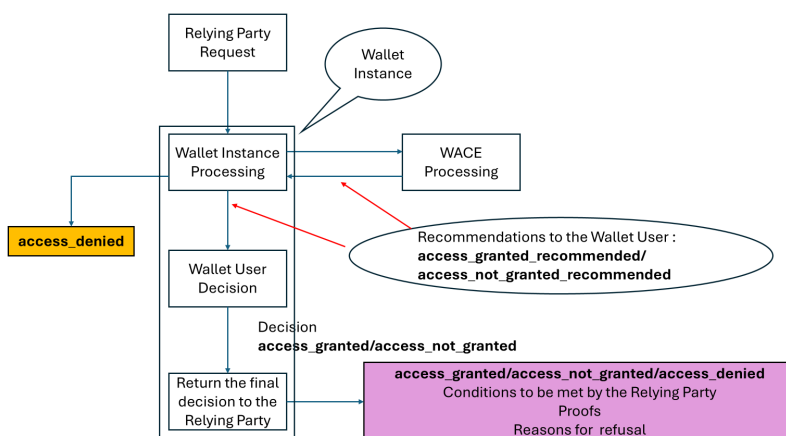 Relying Party
Request
Wallet
Instance
Wallet Instance
Processing
WACE
Processing
access_denied
Recommendations to the Wallet User :
access_granted_recommended/
access_not_granted_recommended
Wallet User
Decision
Decision
access_granted/access_not_granted
Return the final
decision to the
Relying Party
access_granted/access_not_granted/access_denied
Conditions to be met by the Relying Party
Proofs
Reasons for refusal